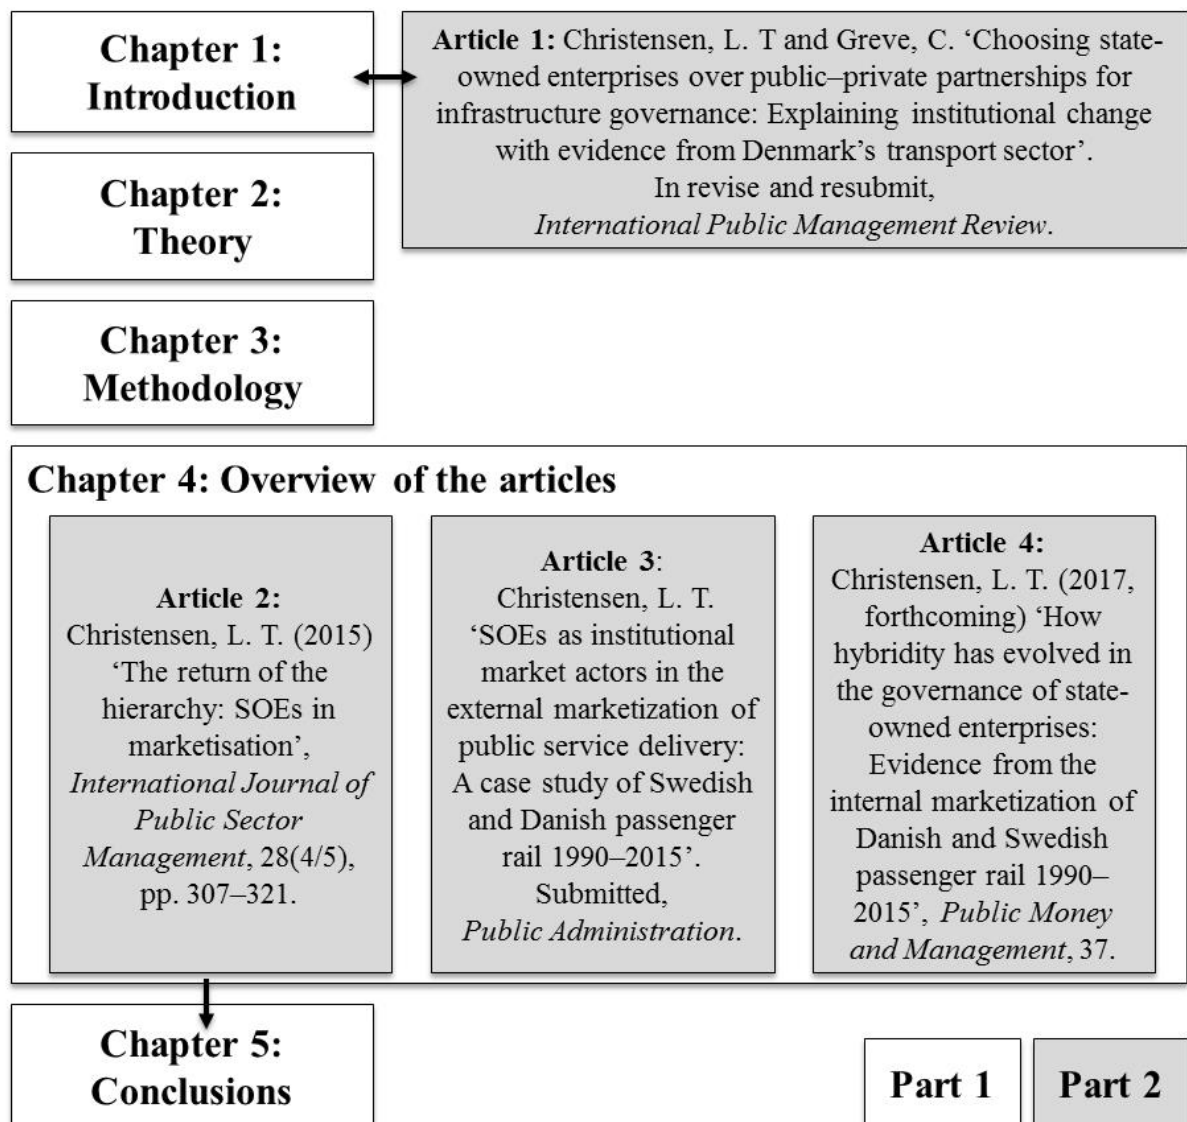 Chapter 1:
Introduction
Article 1: Christensen, L. T and Greve, C. ‘Choosing state-
owned enterprises over public–private partnerships for
infrastructure governance: Explaining institutional change
with evidence from Denmark’s transport sector’.
In revise and resubmit,
International Public Management Review.
Chapter 2:
Theory
Chapter 3:
Methodology
Chapter 4: Overview of the articles
Article 2:
Christensen, L. T. (2015)
‘The return of the
hierarchy: SOEs in
marketisation’,
International Journal of
Public Sector
Management, 28(4/5),
pp. 307–321.
Article 3:
Christensen, L. T.
‘SOEs as institutional
market actors in the
external marketization of
public service delivery:
A case study of Swedish
and Danish passenger
rail 1990–2015’.
Submitted,
Public Administration.
Article 4:
Christensen, L. T. (2017,
forthcoming) ‘How
hybridity has evolved in
the governance of state-
owned enterprises:
Evidence from the
internal marketization of
Danish and Swedish
passenger rail 1990–
2015’, Public Money
and Management, 37.
Chapter 5:
Conclusions
Part 1
Part 2